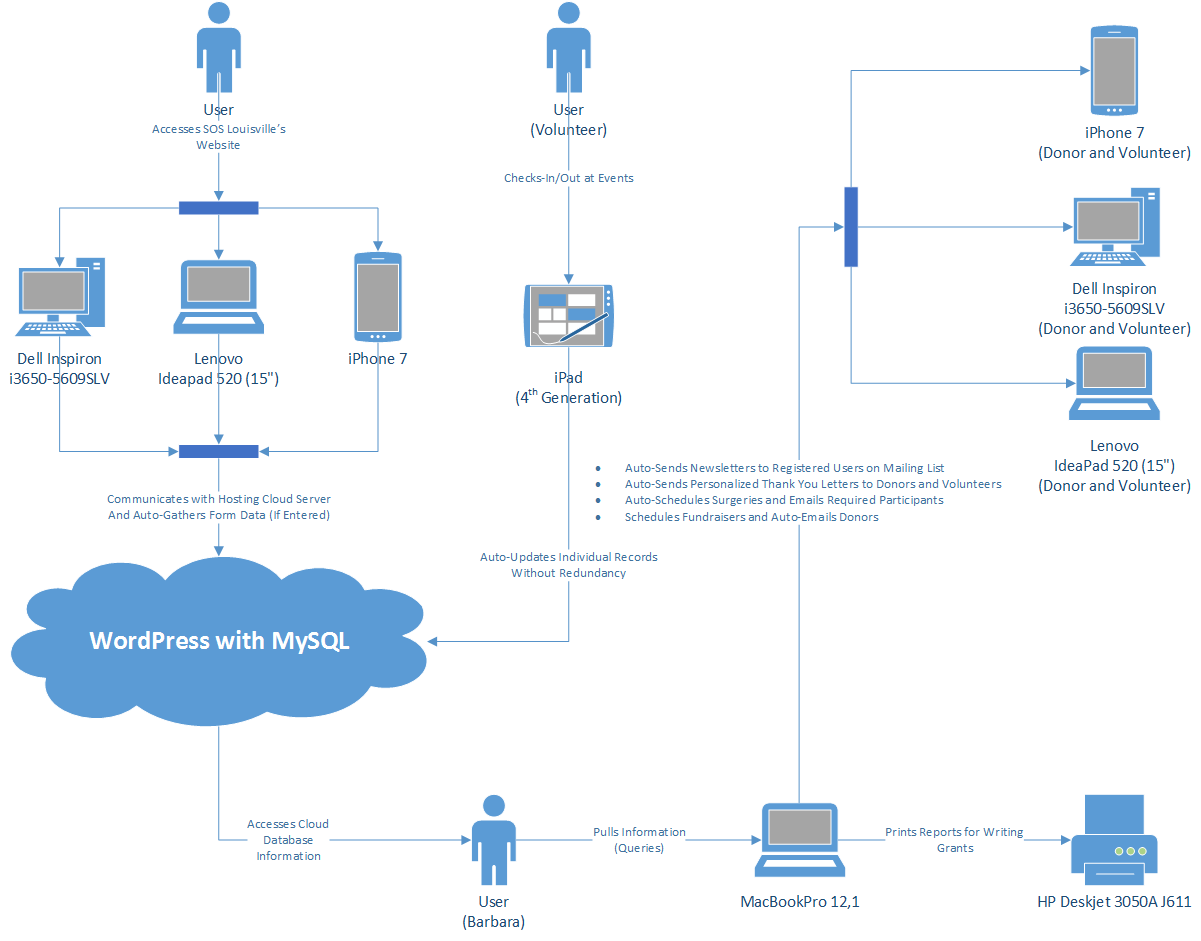 User
Accesses SOS Louisville's
Website
User
(Volunteer)
Checks-In/Out at Events
iPhone 7
(Donor and Volunteer)
Dell Inspiron
i3650-5609SLV
(Donor and Volunteer)
Lenovo
IdeaPad 520 (15")
(Donor and Volunteer)
Dell Inspiron
i3650-5609SLV
Lenovo
Ideapad 520 (15")
iPhone 7
iPad
(4th Generation)
• Auto-Sends Newsletters to Registered Users on Mailing List
• Auto-Sends Personalized Thank You Letters to Donors and Volunteers
• Auto-Schedules Surgeries and Emails Required Participants
• Schedules Fundraisers and Auto-Emails Donors
Communicates with Hosting Cloud Server
And Auto-Gathers Form Data (If Entered)
Auto-Updates Individual Records
Without Redundancy
WordPress with MySQL
Accesses Cloud
Database
Information
User
(Barbara)
Pulls Information
(Queries)
MacBookPro 12,1
Prints Reports for Writing
Grants
HP Deskjet 3050A J611